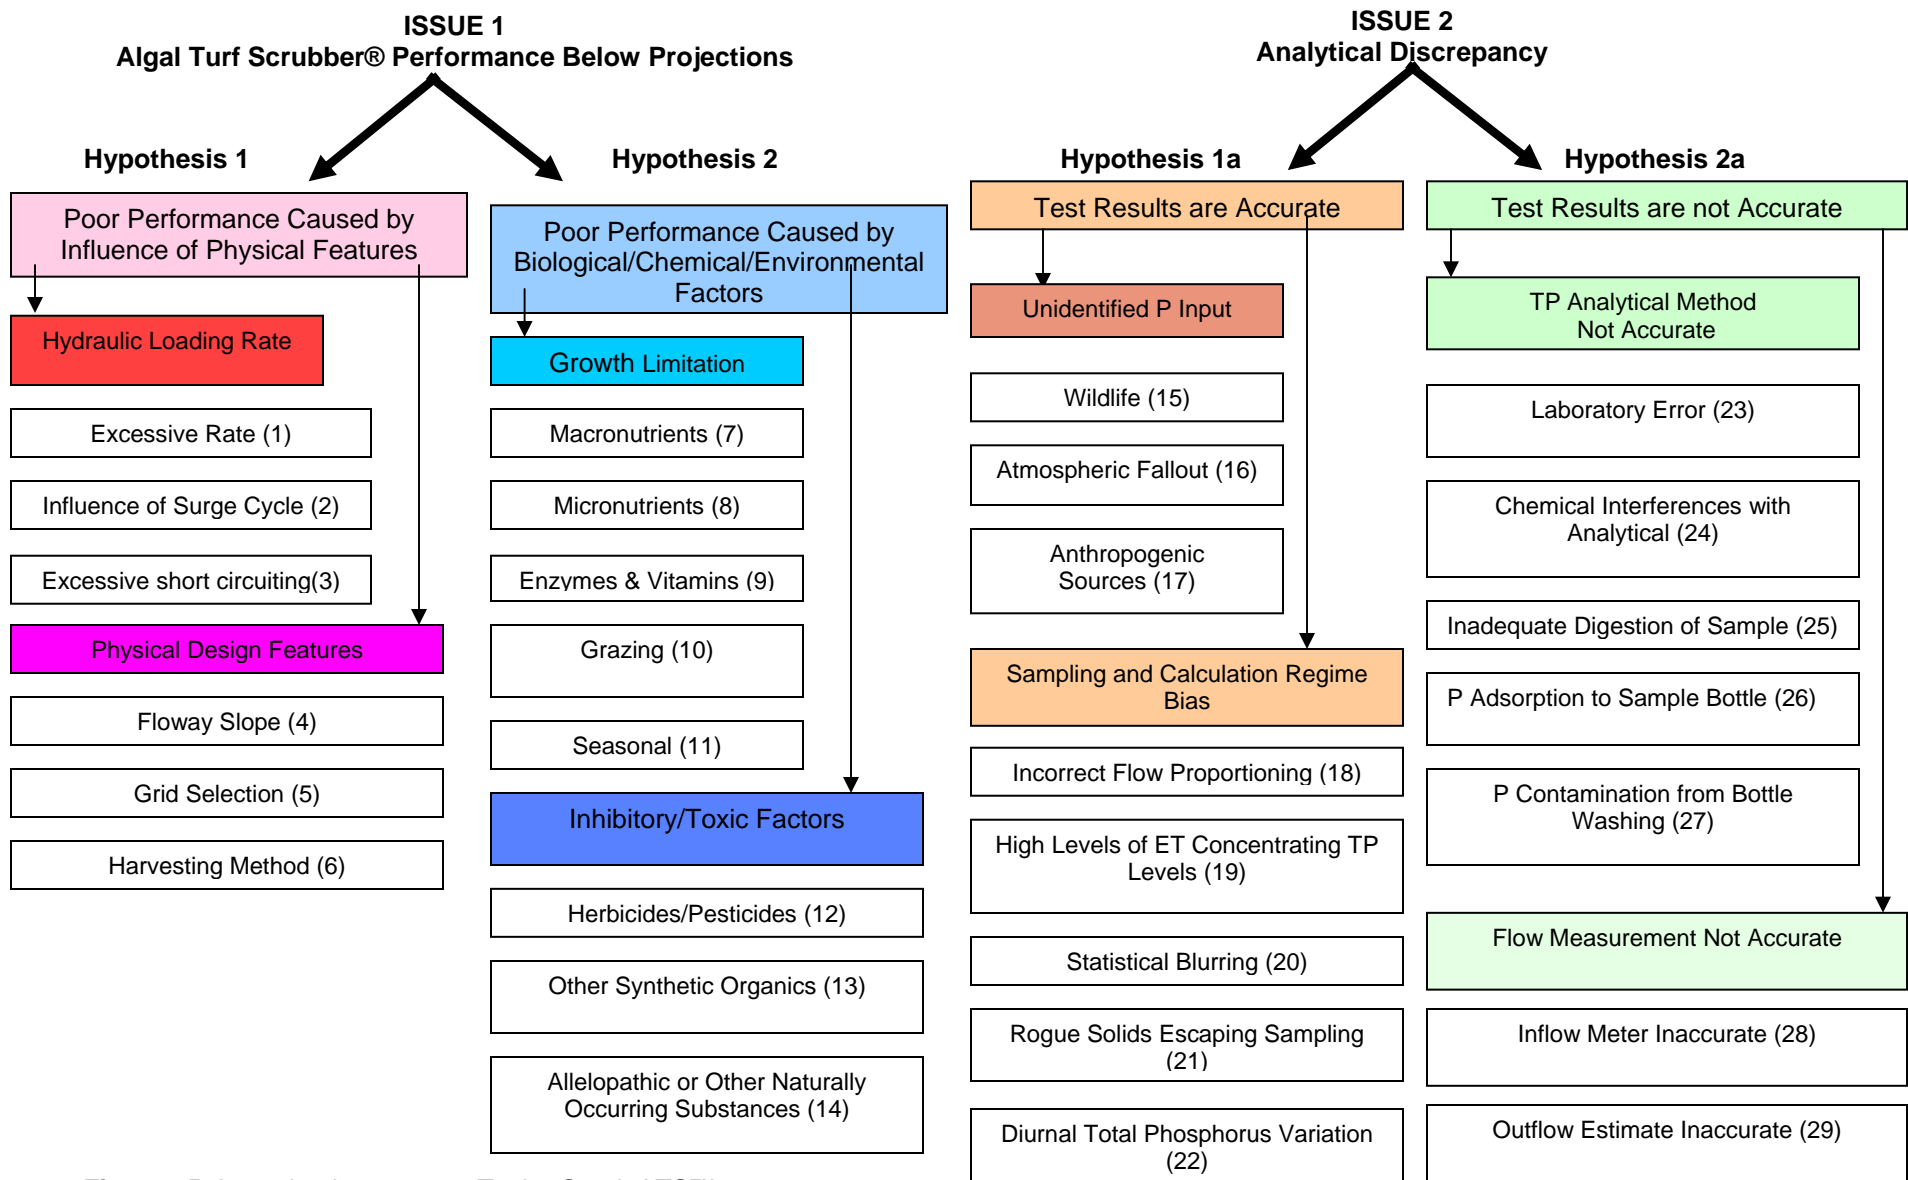 ISSUE 1
Algal Turf Scrubber® Performance Below Projections
Hypothesis 1
Poor Performance Caused by
Influence of Physical Features
Hydraulic Loading Rate
Excessive Rate (1)
Influence of Surge Cycle (2)
Excessive short circuiting(3)
Physical Design Features
Floway Slope (4)
Grid Selection (5)
Harvesting Method (6)
Hypothesis 2
Poor Performance Caused by
Biological/Chemical/Environmental
Factors
Growth Limitation
Macronutrients (7)
Micronutrients (8)
Enzymes & Vitamins (9)
Grazing (10)
Seasonal (11)
Inhibitory/Toxic Factors
Herbicides/Pesticides (12)
Other Synthetic Organics (13)
Allelopathic or Other Naturally
Occurring Substances (14)
ISSUE 2
Analytical Discrepancy
Hypothesis 1a
Test Results are Accurate
Unidentified P Input
Wildlife (15)
Atmospheric Fallout (16)
Anthropogenic
Sources (17)
Sampling and Calculation Regime
Bias
Incorrect Flow Proportioning (18)
High Levels of ET Concentrating TP
Levels (19)
Statistical Blurring (20)
Rogue Solids Escaping Sampling
(21)
Diurnal Total Phosphorus Variation
(22)
Hypothesis 2a
Test Results are not Accurate
TP Analytical Method
Not Accurate
Laboratory Error (23)
Chemical Interferences with
Analytical (24)
Inadequate Digestion of Sample (25)
P Adsorption to Sample Bottle (26)
P Contamination from Bottle
Washing (27)
Flow Measurement Not Accurate
Inflow Meter Inaccurate (28)
Outflow Estimate Inaccurate (29)